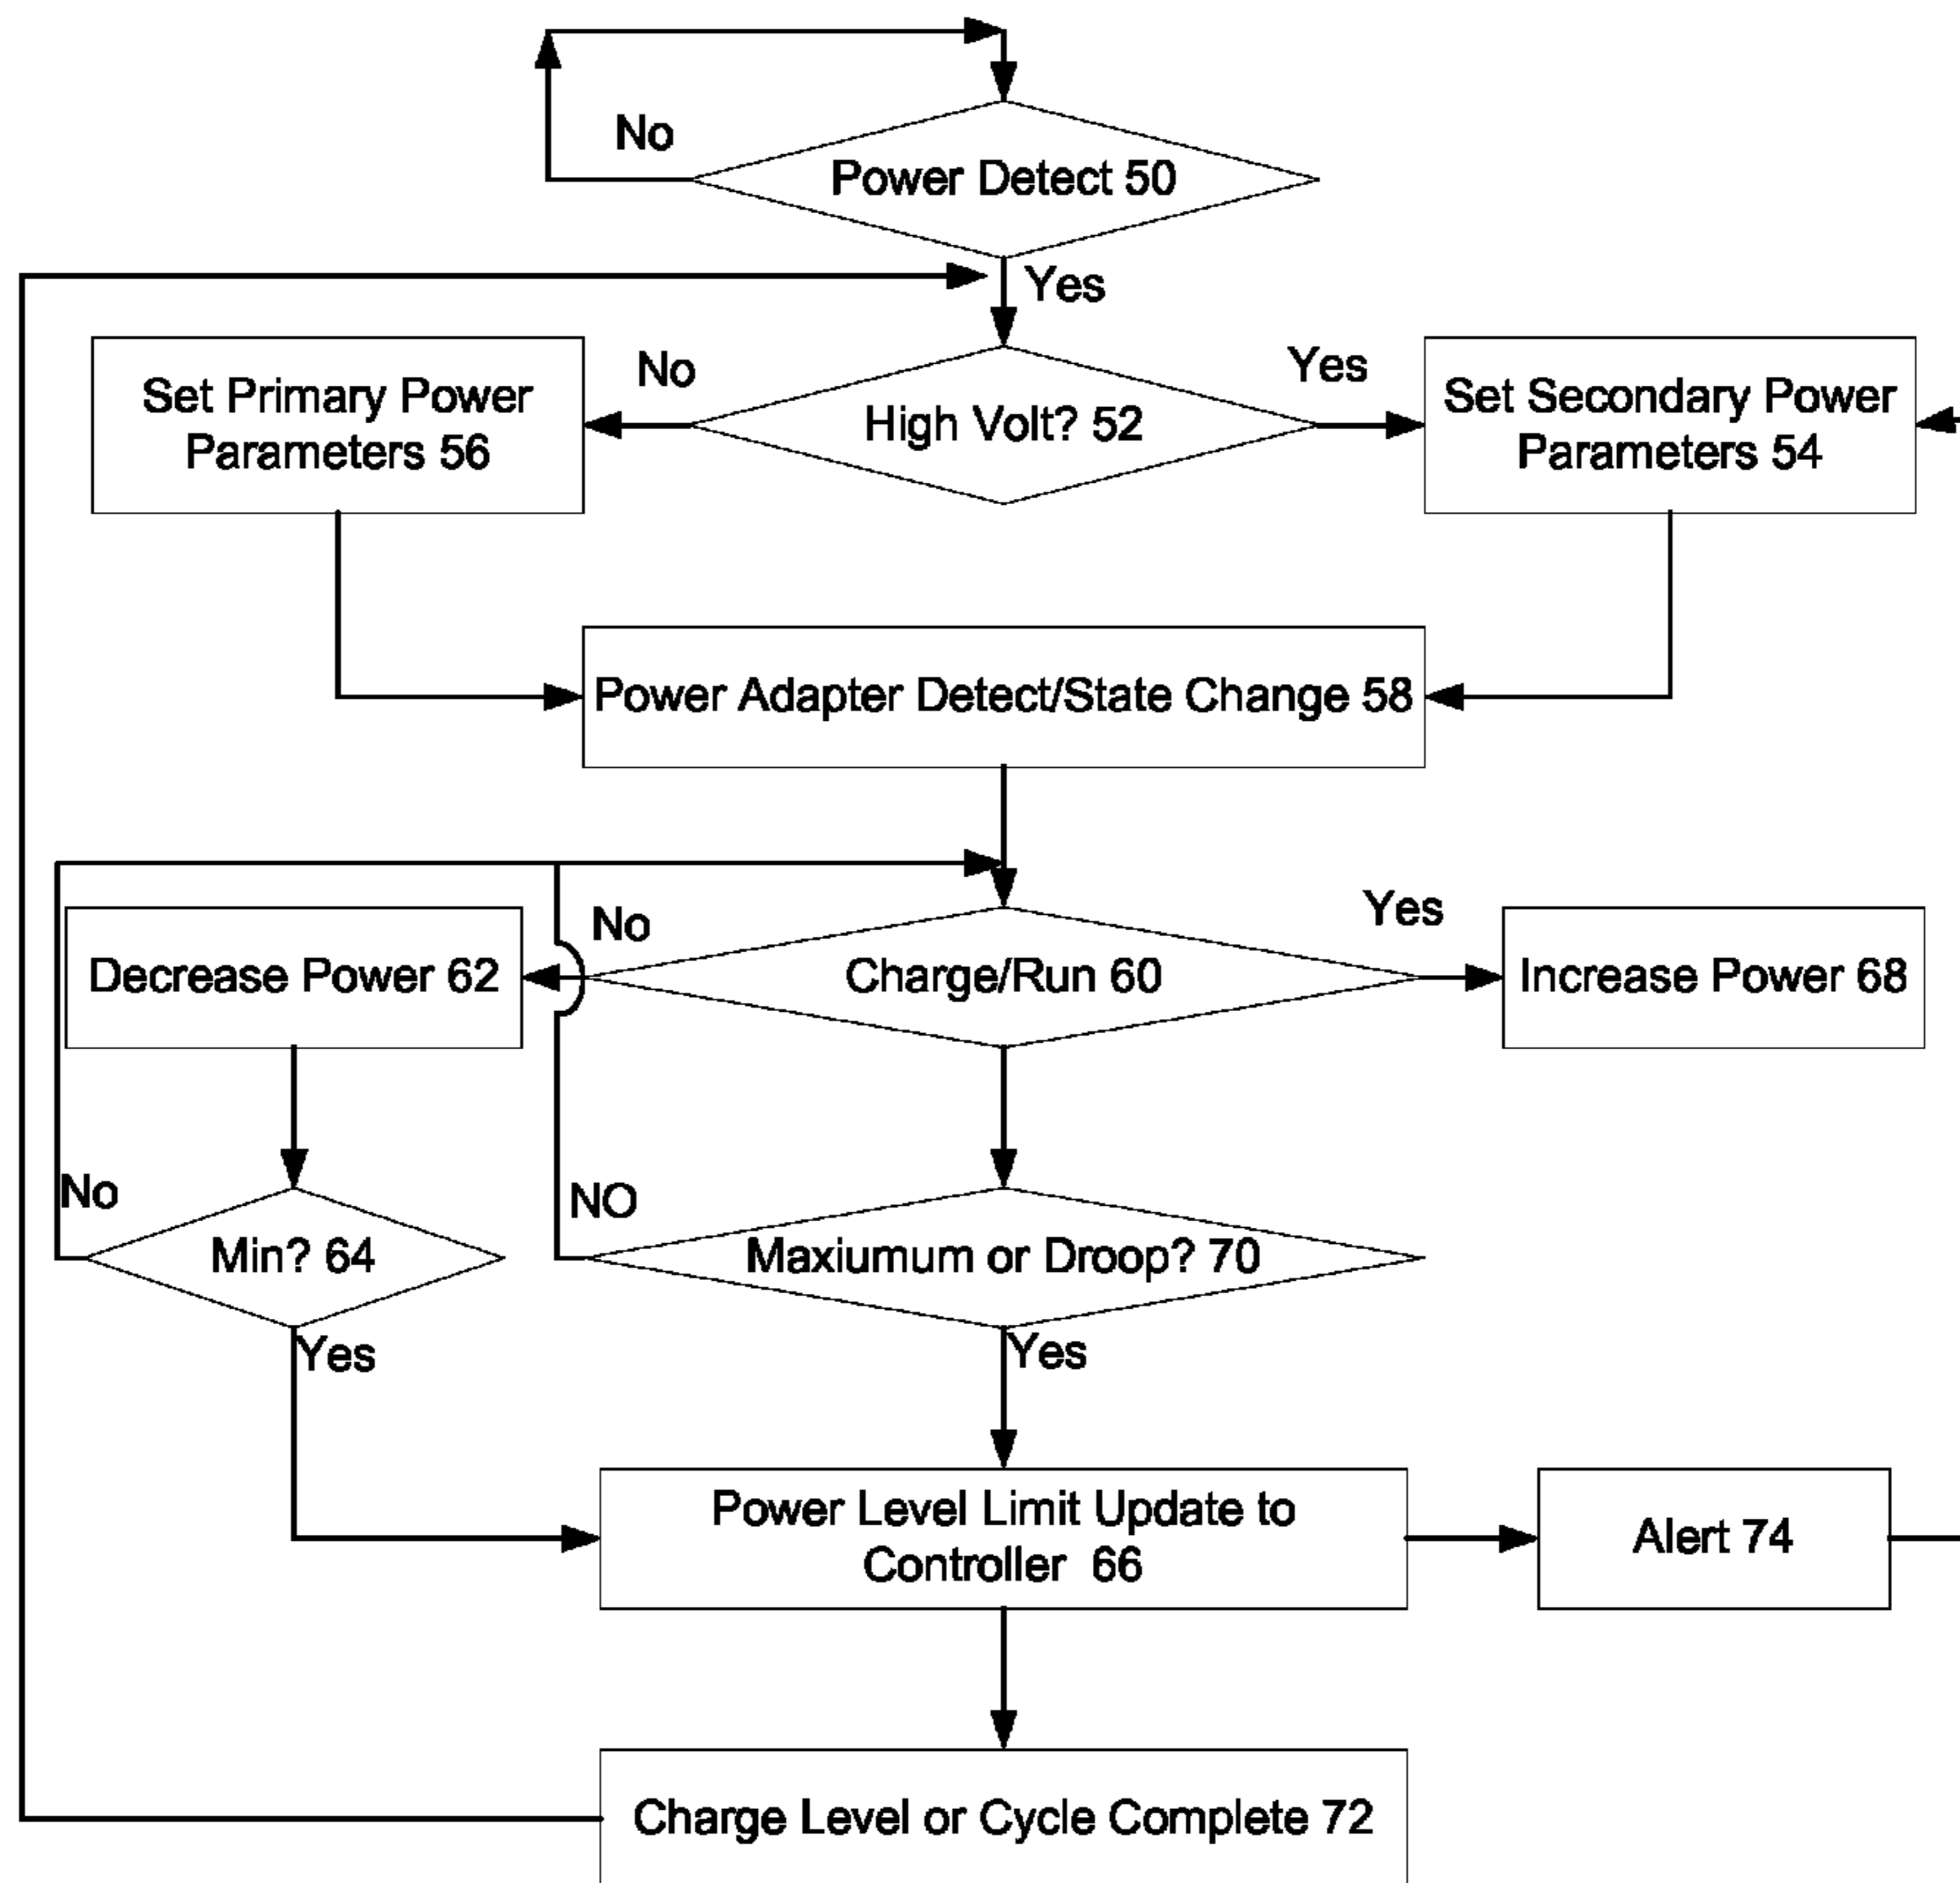 No
Power Detect 50
Yes
Set Primary Power
Parameters 56
No
High Volt? 52
Yes
Set Secondary Power
Parameters 54
Power Adapter Detect/State Change 58
Decrease Power 62
No
Charge/Run 60
Yes
Increase Power 68
No
Min? 64
Yes
NO
Maxiumum or Droop? 70
Yes
Power Level Limit Update to
Controller 66
Alert 74
Charge Level or Cycle Complete 72